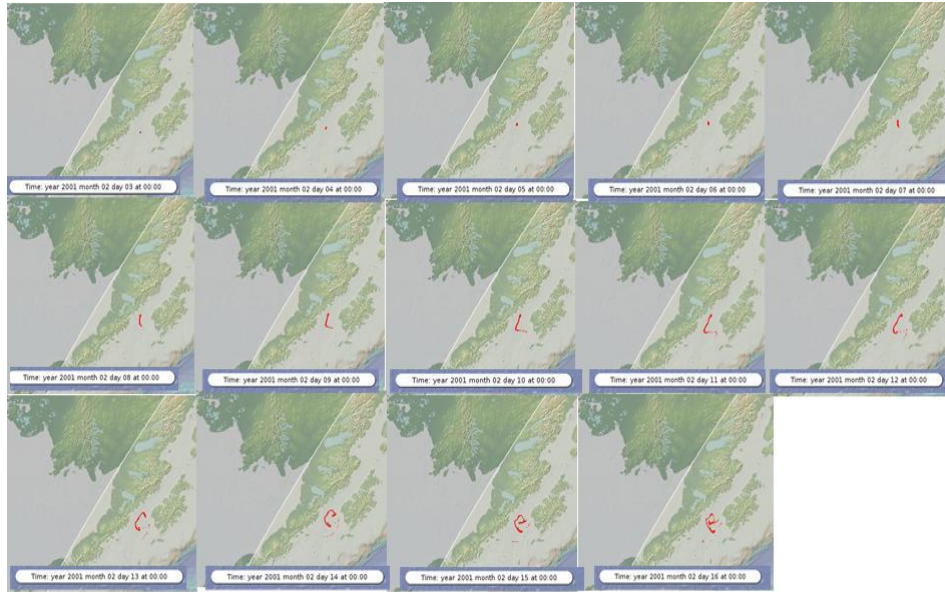 Time: year 2001 month 02 day 03 at 00:00
Time: year 2001 month 02 day 04 at 00:00
Time: year 2001 month 02 day 05 at 00:00
Time: year 2001 month 02 day 06 at 00:00
Time: year 2001 month 02 day 07 at 00:00
Time: year 2001 month 02 day 08 at 00:00
Time: year 2001 month 02 day 09 at 00:00
Time: year 2001 month 02 day 10 at 00:00
Time: year 2001 month 02 day 11 at 00:00
Time: year 2001 month 02 day 12 at 00:00
Time: year 2001 month 02 day 13 at 00:00
Time: year 2001 month 02 day 14 at 00:00
Time: year 2001 month 02 day 15 at 00:00
Time: year 2001 month 02 day 16 at 00:00